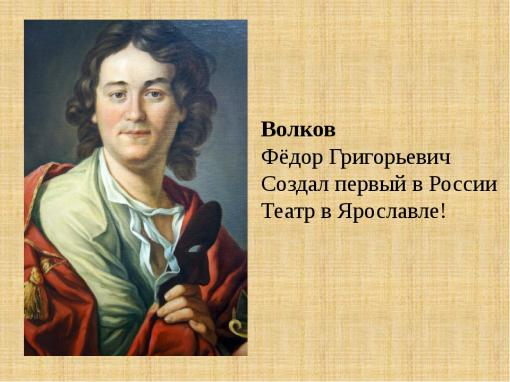 Волков
Фёдор Григорьевич
Создал первый в России
Театр в Ярославле!